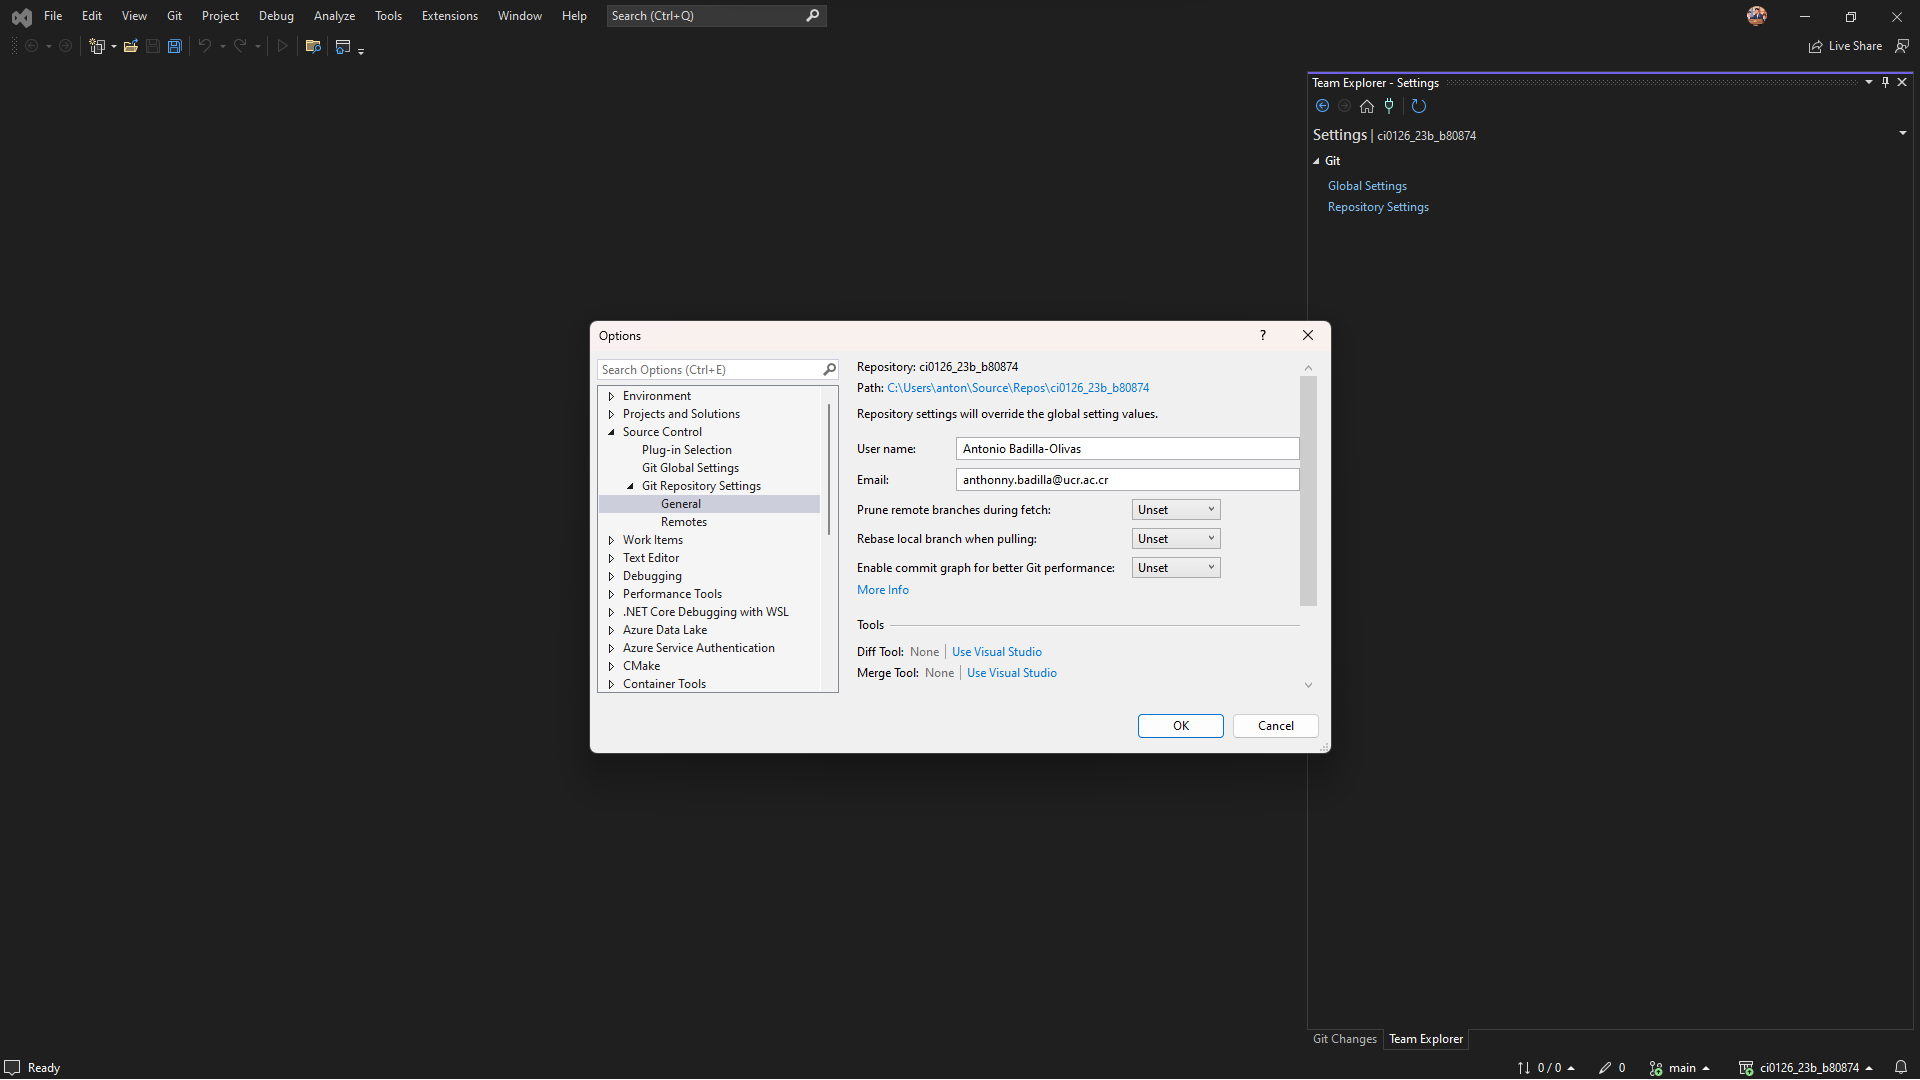 File Edit View Git Project Debug Analyze Tools Extensions Window Help Search (Ctrl+Q)
Live Share
Team Explorer - Settings
Settings | ci0126_23b_b80874
Git
Global Settings
Repository Settings
Options
?
Search Options (Ctrl+E)
Environment
Projects and Solutions
Source Control
Plug-in Selection
Git Global Settings
Git Repository Settings
General
Remotes
Work Items
Text Editor
Debugging
Performance Tools
.NET Core Debugging with WSL
Azure Data Lake
Azure Service Authentication
CMake
Container Tools
Repository: ci0126_23b_b80874
Path: C:\Users\anton\Source\Repos\ci0126_23b_b80874
Repository settings will override the global setting values.
User name: Antonio Badilla-Olivas
Email: anthonny.badilla@ucr.ac.cr
Prune remote branches during fetch: Unset
Rebase local branch when pulling: Unset
Enable commit graph for better Git performance: Unset
More Info
Tools
Diff Tool: None | Use Visual Studio
Merge Tool: None | Use Visual Studio
OK Cancel
Git Changes Team Explorer
Ready 0 / 0 0 main ci0126_23b_b80874